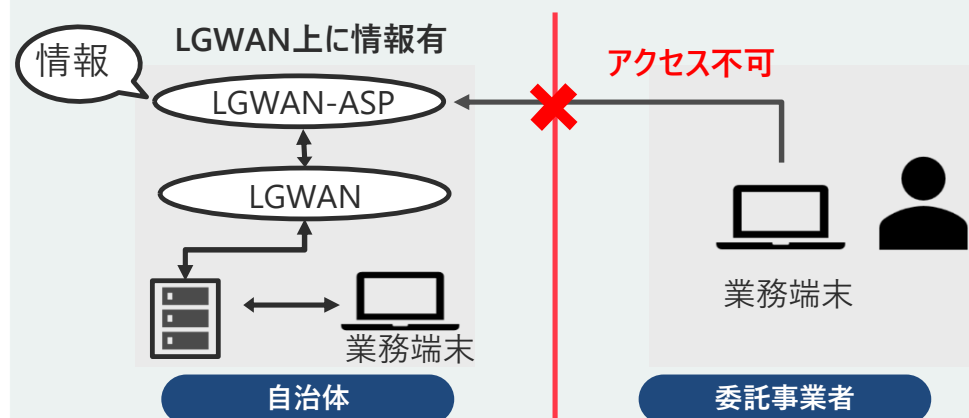 LGWAN上に情報有
情報
アクセス不可
LGWAN-ASP
LGWAN
業務端末
業務端末
自治体
委託事業者